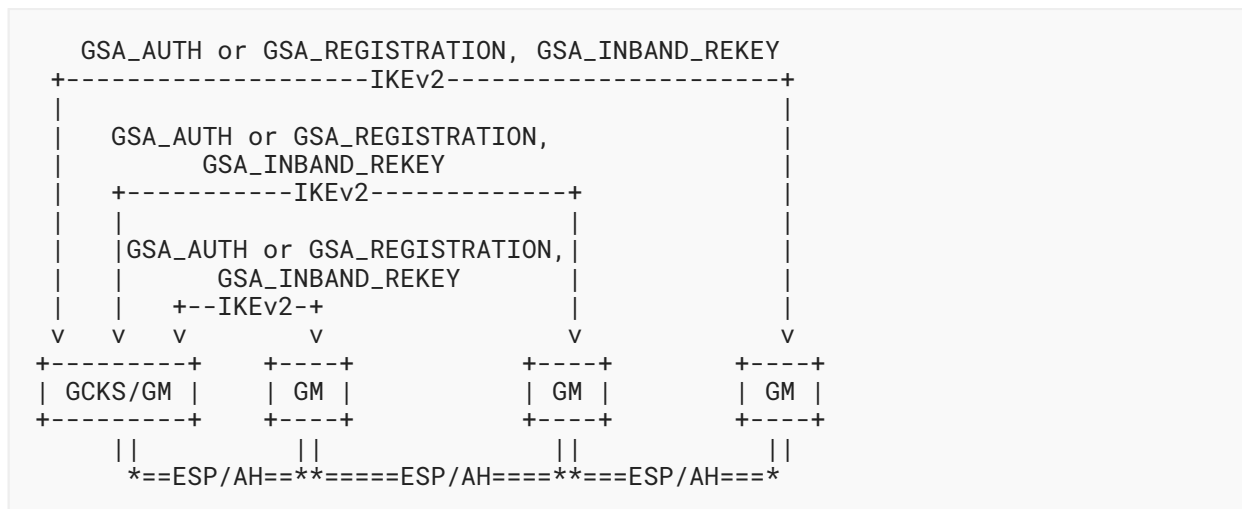 GSA_AUTH or GSA_REGISTRATION, GSA_INBAND_REKEY
+--------------------IKEv2----------------------+
|                                               |
|   GSA_AUTH or GSA_REGISTRATION,               |
|         GSA_INBAND_REKEY                      |
|   +-----------IKEv2-------------+             |
|   |                             |             |
|   |GSA_AUTH or GSA_REGISTRATION,|             |
|   |      GSA_INBAND_REKEY       |             |
|   |   +--IKEv2-+                |             |
v   v   v        v                v             v
+---------+    +----+           +----+        +----+
| GCKS/GM |    | GM |           | GM |        | GM |
+---------+    +----+           +----+        +----+
||          ||               ||             ||
*==ESP/AH==**=====ESP/AH====**===ESP/AH===*